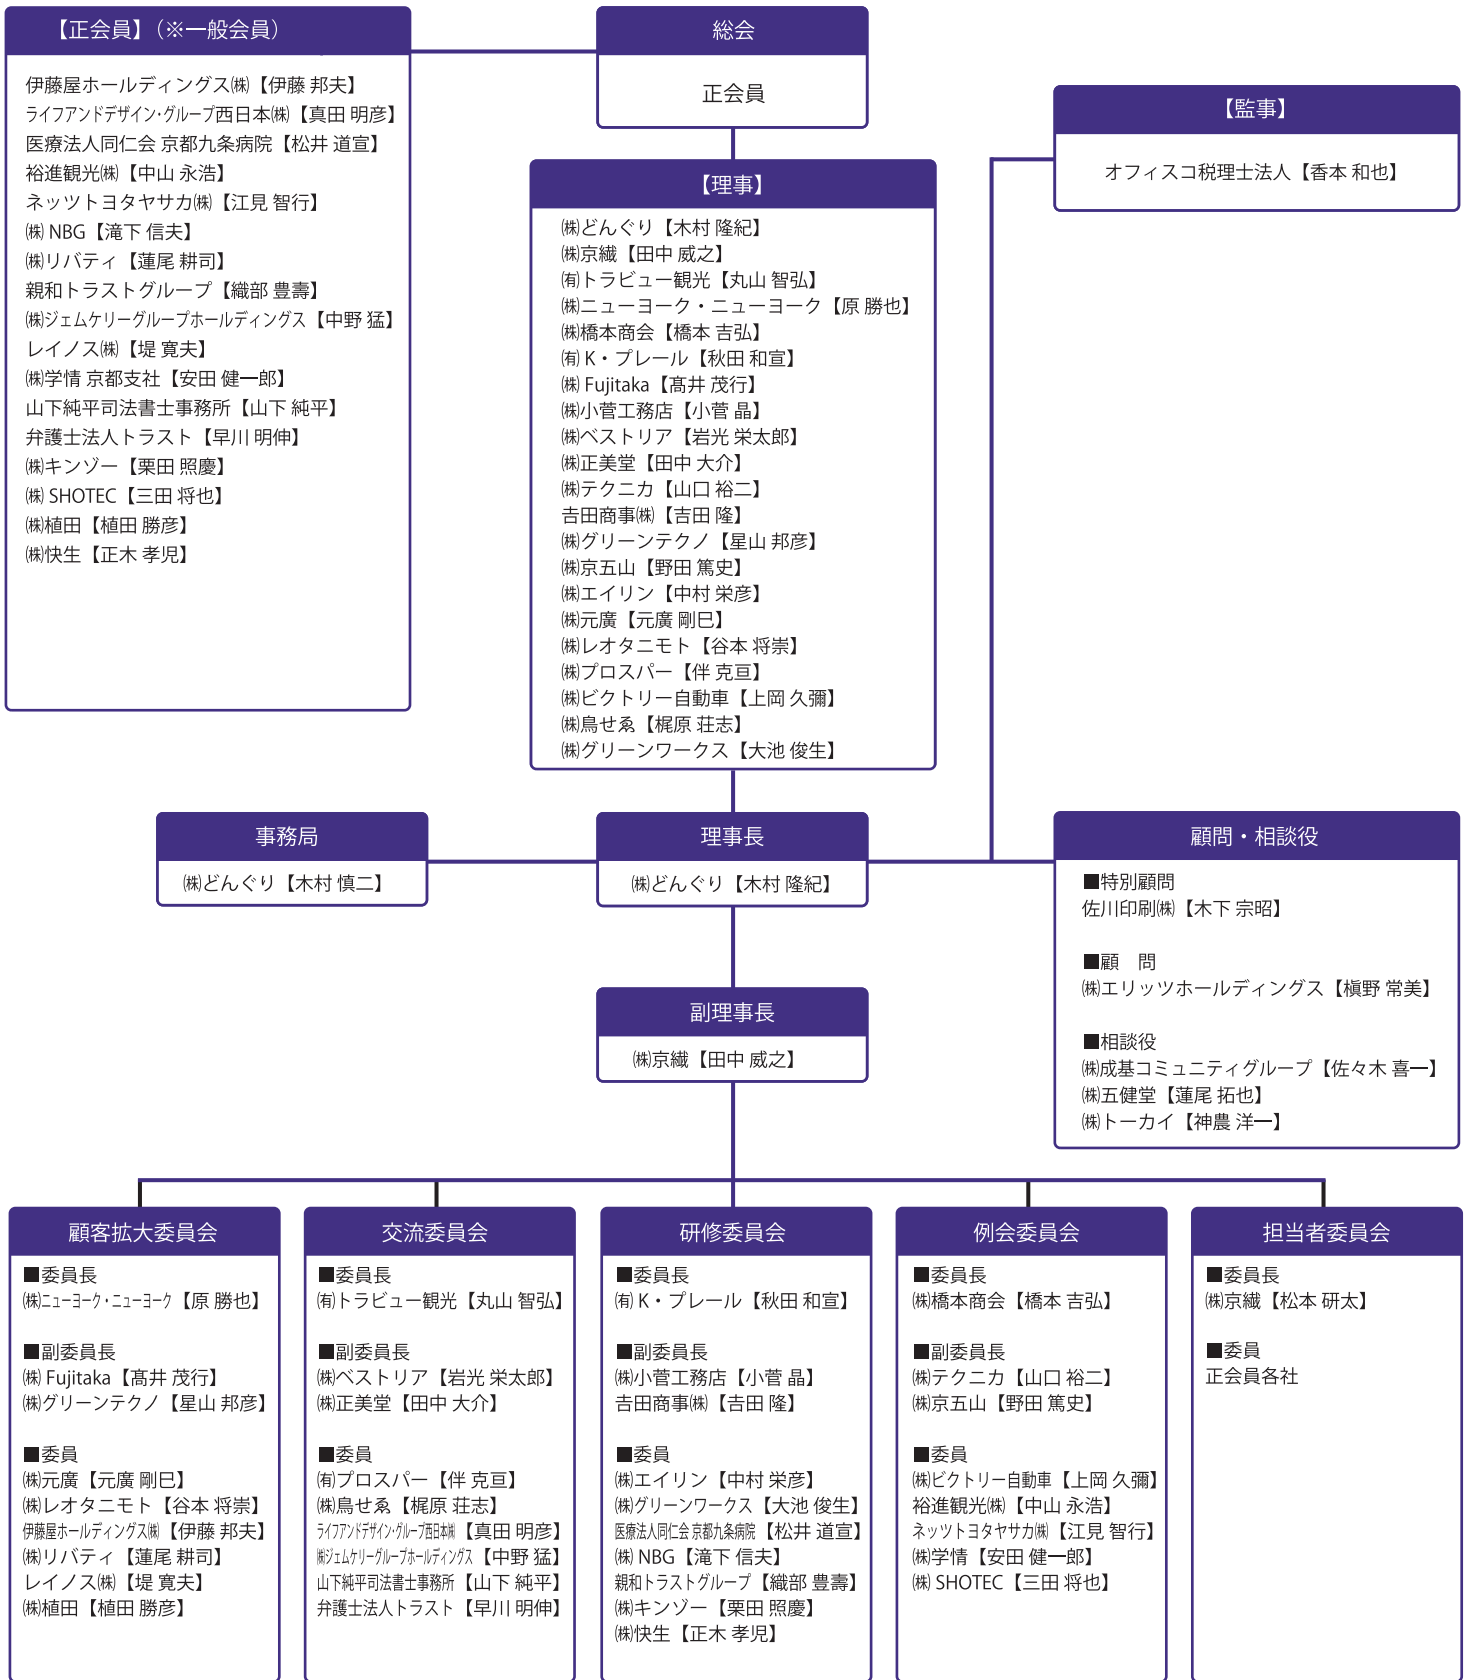 【正会員】（※一般会員）
伊藤屋ホールディングス㈱【伊藤 邦夫】
ライフアンドデザイン・グループ西日本㈱【真田 明彦】
医療法人同仁会 京都九条病院【松井 道宣】
裕進観光㈱【中山 永浩】
ネッツトヨタヤサカ㈱【江見 智行】
㈱ NBG【滝下 信夫】
㈱リバティ【蓮尾 耕司】
親和トラストグループ【織部 豊壽】
㈱ジェムケリーグループホールディングス【中野 猛】
レイノス㈱【堤 寛夫】
㈱学情 京都支社【安田 健一郎】
山下純平司法書士事務所【山下 純平】
弁護士法人トラスト【早川 明伸】
㈱キンゾー【栗田 照慶】
㈱ SHOTEC【三田 将也】
㈱植田【植田 勝彦】
㈱快生【正木 孝児】
総会
正会員
【監事】
オフィスコ税理士法人【香本 和也】
【理事】
㈱どんぐり【木村 隆紀】
㈱京繊【田中 威之】
㈲トラビュー観光【丸山 智弘】
㈱ニューヨーク・ニューヨーク【原 勝也】
㈱橋本商会【橋本 吉弘】
㈲ K・プレール【秋田 和宣】
㈱ Fujitaka【髙井 茂行】
㈱小菅工務店【小菅 晶】
㈱ベストリア【岩光 栄太郎】
㈱正美堂【田中 大介】
㈱テクニカ【山口 裕二】
𠮷田商事㈱【𠮷田 隆】
㈱グリーンテクノ【星山 邦彦】
㈱京五山【野田 篤史】
㈱エイリン【中村 栄彦】
㈱元廣【元廣 剛巳】
㈱レオタニモト【谷本 将崇】
㈱プロスパー【伴 克亘】
㈱ビクトリー自動車【上岡 久彌】
㈱鳥せゑ【梶原 荘志】
㈱グリーンワークス【大池 俊生】
事務局
㈱どんぐり【木村 慎二】
理事長
㈱どんぐり【木村 隆紀】
顧問・相談役
■特別顧問
佐川印刷㈱【木下 宗昭】
■顧　問
㈱エリッツホールディングス【槇野 常美】
■相談役
㈱成基コミュニティグループ【佐々木 喜一】
㈱五健堂【蓮尾 拓也】
㈱トーカイ【神農 洋一】
副理事長
㈱京繊【田中 威之】
顧客拡大委員会
■委員長
㈱ニューヨーク・ニューヨーク【原 勝也】
■副委員長
㈱ Fujitaka【髙井 茂行】
㈱グリーンテクノ【星山 邦彦】
■委員
㈱元廣【元廣 剛巳】
㈱レオタニモト【谷本 将崇】
伊藤屋ホールディングス㈱【伊藤 邦夫】
㈱リバティ【蓮尾 耕司】
レイノス㈱【堤 寛夫】
㈱植田【植田 勝彦】
交流委員会
■委員長
㈲トラビュー観光【丸山 智弘】
■副委員長
㈱ベストリア【岩光 栄太郎】
㈱正美堂【田中 大介】
■委員
㈲プロスパー【伴 克亘】
㈱鳥せゑ【梶原 荘志】
ライフアンドデザイン・グループ西日本㈱【真田 明彦】
㈱ジェムケリーグループホールディングス【中野 猛】
山下純平司法書士事務所【山下 純平】
弁護士法人トラスト【早川 明伸】
研修委員会
■委員長
㈲ K・プレール【秋田 和宣】
■副委員長
㈱小菅工務店【小菅 晶】
𠮷田商事㈱【𠮷田 隆】
■委員
㈱エイリン【中村 栄彦】
㈱グリーンワークス【大池 俊生】
医療法人同仁会 京都九条病院【松井 道宣】
㈱ NBG【滝下 信夫】
親和トラストグループ【織部 豊壽】
㈱キンゾー【栗田 照慶】
㈱快生【正木 孝児】
例会委員会
■委員長
㈱橋本商会【橋本 吉弘】
■副委員長
㈱テクニカ【山口 裕二】
㈱京五山【野田 篤史】
■委員
㈱ビクトリー自動車【上岡 久彌】
裕進観光㈱【中山 永浩】
ネッツトヨタヤサカ㈱【江見 智行】
㈱学情【安田 健一郎】
㈱ SHOTEC【三田 将也】
担当者委員会
■委員長
㈱京繊【松本 研太】
■委員
正会員各社